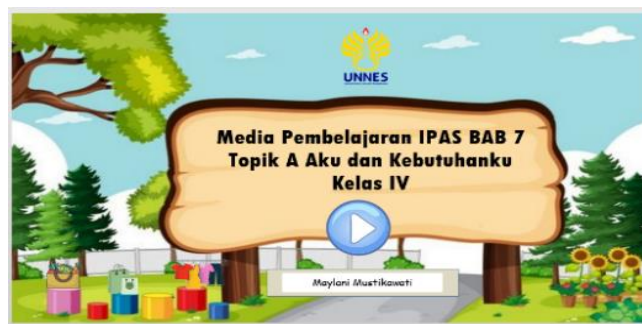 UNNES
Media Pembelajaran IPAS BAB 7
Topik A Aku dan Kebutuhanku
Kelas IV
Mayloni Mustikawati